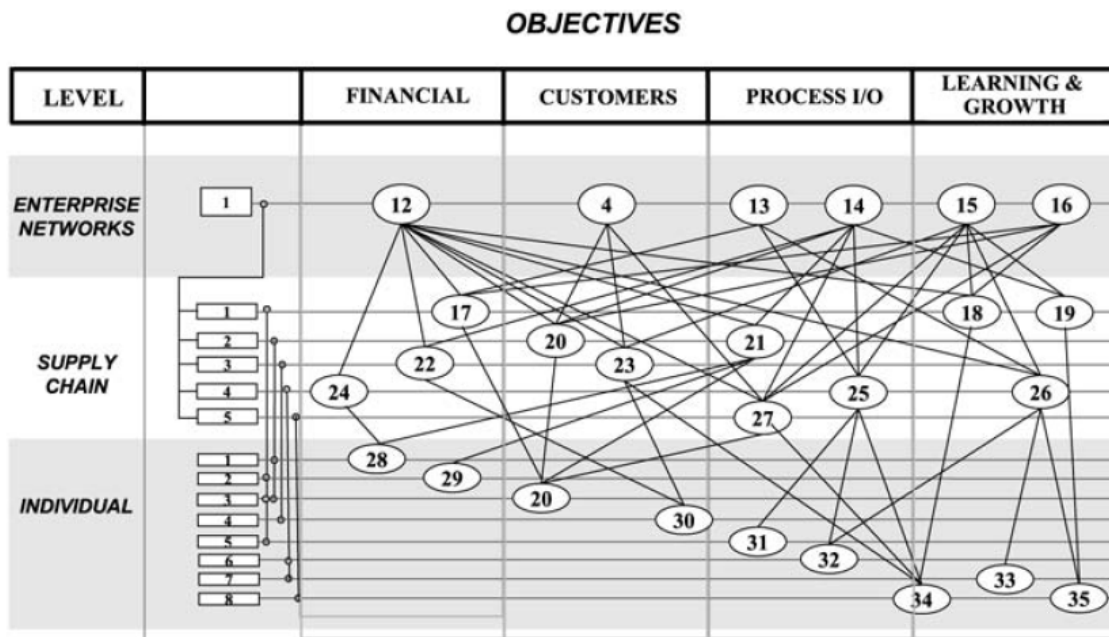 OBJECTIVES
LEVEL FINANCIAL CUSTOMERS PROCESS I/O LEARNING &
GROWTH
ENTERPRISE
NETWORKS
1 12 4 13 14 15 16
SUPPLY
CHAIN
1 17 18 19
2 20 21
3 22 23
4 24 25 26
5 27
INDIVIDUAL
1 28
2 29
3 20
4 30
5 31
6 32
7 33
8 34 35